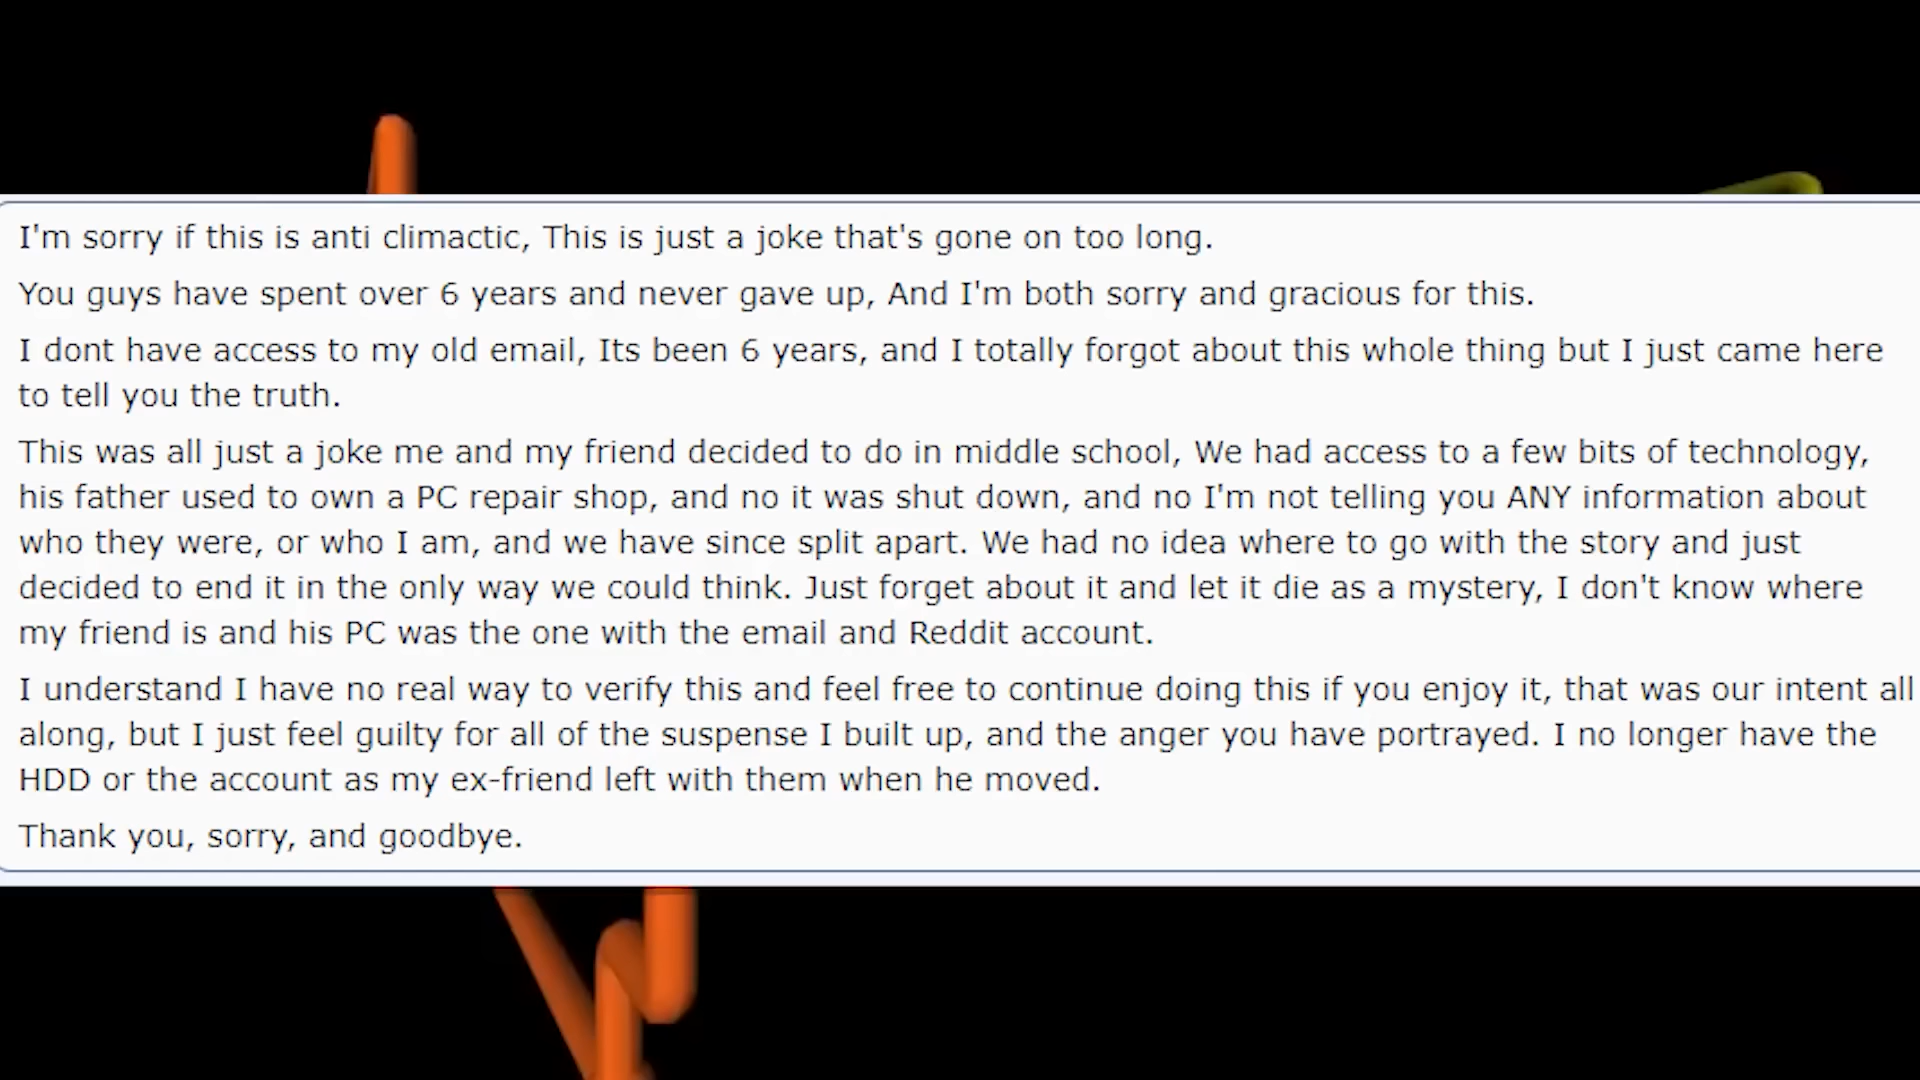 I'm sorry if this is anti climactic, This is just a joke that's gone on too long.
You guys have spent over 6 years and never gave up, And I'm both sorry and gracious for this.
I dont have access to my old email, Its been 6 years, and I totally forgot about this whole thing but I just came here
to tell you the truth.
This was all just a joke me and my friend decided to do in middle school, We had access to a few bits of technology,
his father used to own a PC repair shop, and no it was shut down, and no I'm not telling you ANY information about
who they were, or who I am, and we have since split apart. We had no idea where to go with the story and just
decided to end it in the only way we could think. Just forget about it and let it die as a mystery, I don't know where
my friend is and his PC was the one with the email and Reddit account.
I understand I have no real way to verify this and feel free to continue doing this if you enjoy it, that was our intent all
along, but I just feel guilty for all of the suspense I built up, and the anger you have portrayed. I no longer have the
HDD or the account as my ex-friend left with them when he moved.
Thank you, sorry, and goodbye.